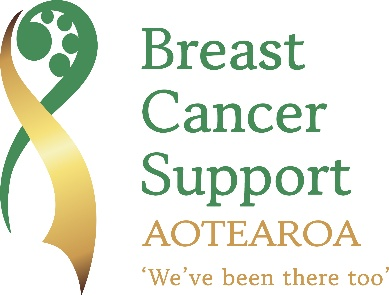 Breast
Cancer
Support
AOTEAROA
‘We’ve been there too’